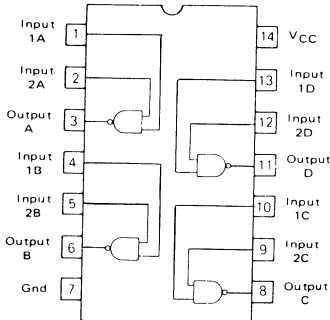 Input
1A
1
Input
2A
2
Output
A
3
Input
1B
4
Input
2B
5
Output
B
6
Gnd
7
14
VCC
13
Input
1D
12
Input
2D
11
Output
D
10
Input
1C
9
Input
2C
8
Output
C